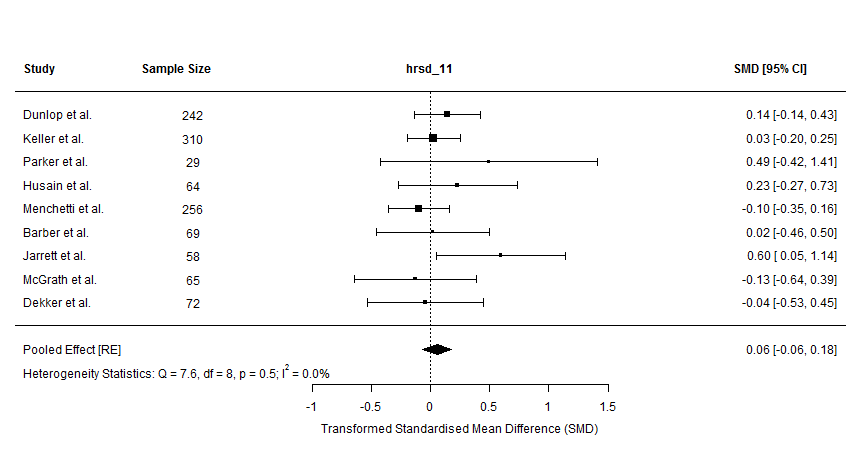 Study Sample Size hrsd_11 SMD [95% CI]
Dunlop et al. 242 0.14 [-0.14, 0.43]
Keller et al. 310 0.03 [-0.20, 0.25]
Parker et al. 29 0.49 [-0.42, 1.41]
Husain et al. 64 0.23 [-0.27, 0.73]
Menchetti et al. 256 -0.10 [-0.35, 0.16]
Barber et al. 69 0.02 [-0.46, 0.50]
Jarrett et al. 58 0.60 [ 0.05, 1.14]
McGrath et al. 65 -0.13 [-0.64, 0.39]
Dekker et al. 72 -0.04 [-0.53, 0.45]
Pooled Effect [RE] 0.06 [-0.06, 0.18]
Heterogeneity Statistics: Q = 7.6, df = 8, p = 0.5; I² = 0.0%
-1 -0.5 0 0.5 1 1.5
Transformed Standardised Mean Difference (SMD)